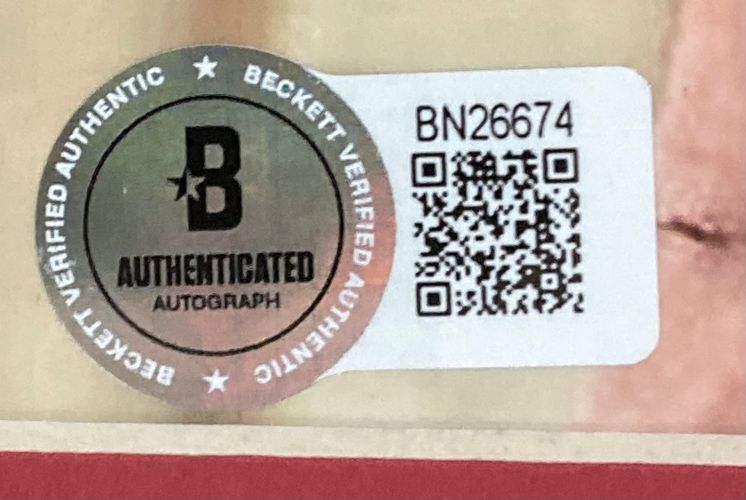 BECKETT VERIFIED AUTHENTIC ★ BECKETT VERIFIED AUTHENTIC ★
B
AUTHENTICATED
AUTOGRAPH
BN26674